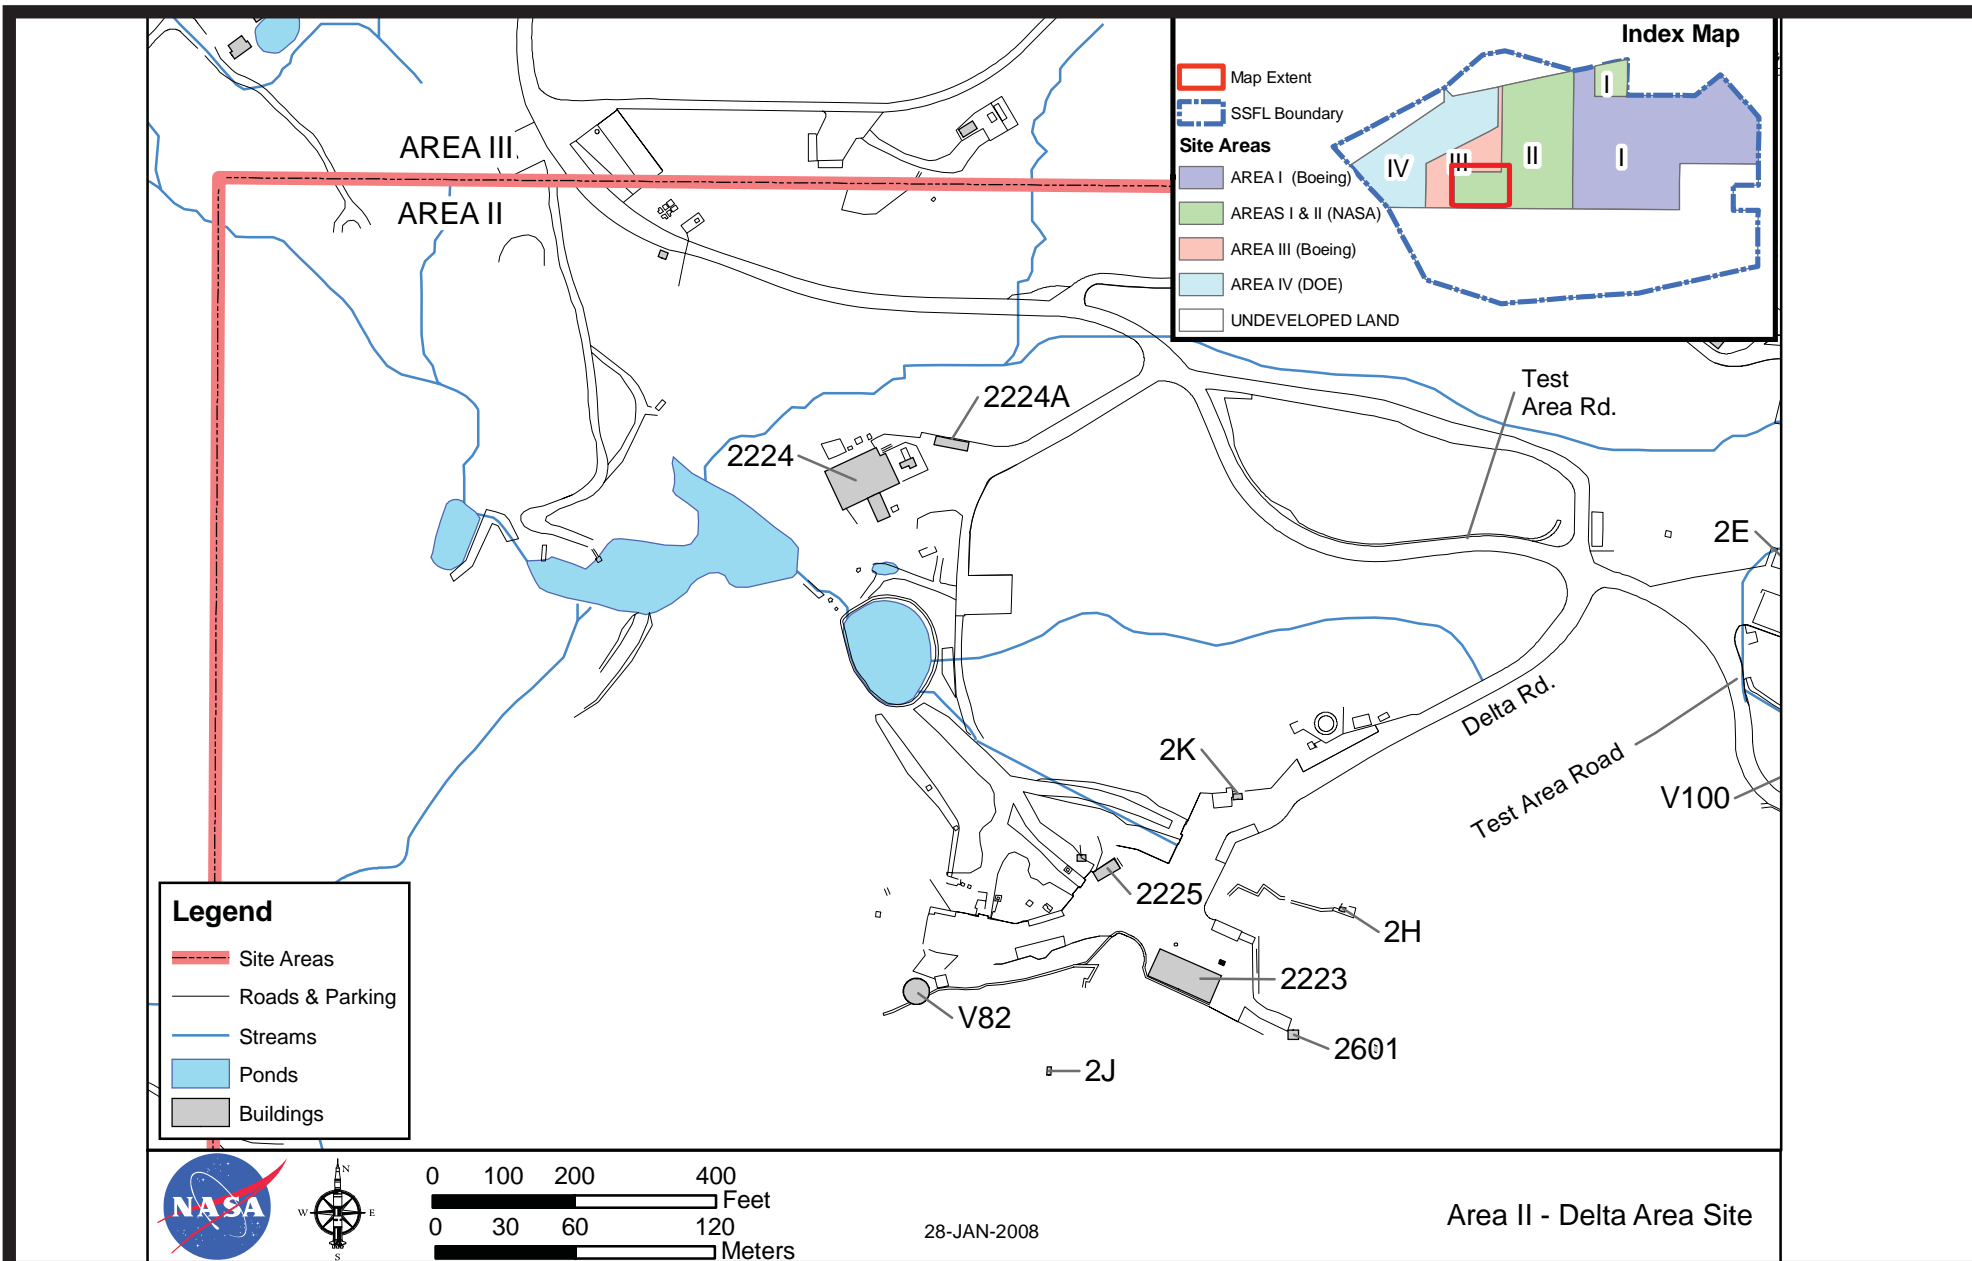 Index Map
Map Extent
SSFL Boundary
Site Areas
AREA I (Boeing)
AREAS I & II (NASA)
AREA III (Boeing)
AREA IV (DOE)
UNDEVELOPED LAND
I
II
I
III
IV
AREA III
AREA II
2224A
2224
Test
Area Rd.
2E
Delta Rd.
2K
Test Area Road
V100
2225
2H
2223
V82
2601
2J
Legend
Site Areas
Roads & Parking
Streams
Ponds
Buildings
NASA
N
W
E
S
0 100 200 400
Feet
0 30 60 120
Meters
28-JAN-2008
Area II - Delta Area Site